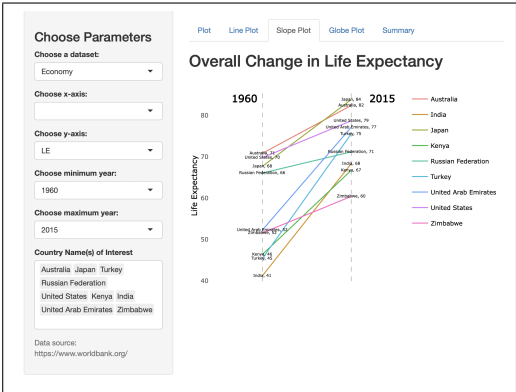 Plot
Line Plot
Slope Plot
Globe Plot
Summary
Choose Parameters
Choose a dataset:
Economy
Choose x-axis:
Choose y-axis:
LE
Choose minimum year:
1960
Choose maximum year:
2015
Country Name(s) of Interest
Australia Japan Turkey
Russian Federation
United States Kenya India
United Arab Emirates Zimbabwe
Data source:
https://www.worldbank.org/
Overall Change in Life Expectancy
1960
2015
Life Expectancy
80
70
60
50
40
Australia, 71
United States, 70
Japan, 68
Russian Federation, 66
United Arab Emirates, 52
Zimbabwe, 52
Kenya, 46
Turkey, 45
India, 41
Japan, 84
Australia, 82
United States, 79
United Arab Emirates, 77
Turkey, 75
Russian Federation, 71
India, 68
Kenya, 67
Zimbabwe, 60
Australia
India
Japan
Kenya
Russian Federation
Turkey
United Arab Emirates
United States
Zimbabwe